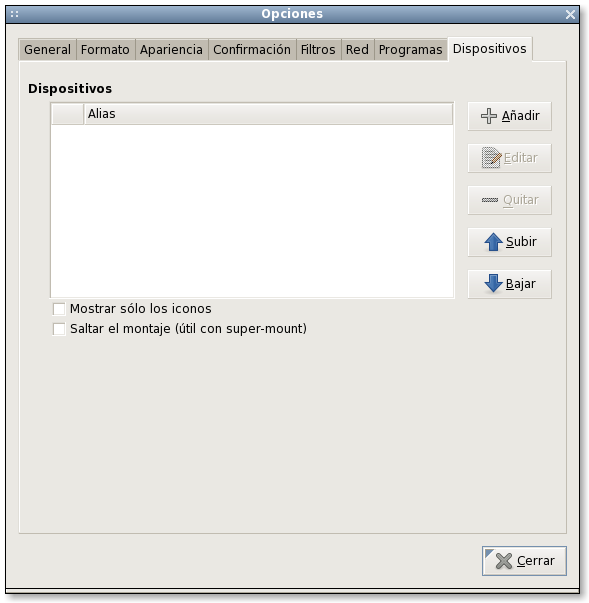 Opciones
General Formato Apariencia Confirmación Filtros Red Programas Dispositivos
Dispositivos
Alias
Añadir
Editar
Quitar
Subir
Bajar
Mostrar sólo los iconos
Saltar el montaje (útil con super-mount)
Cerrar